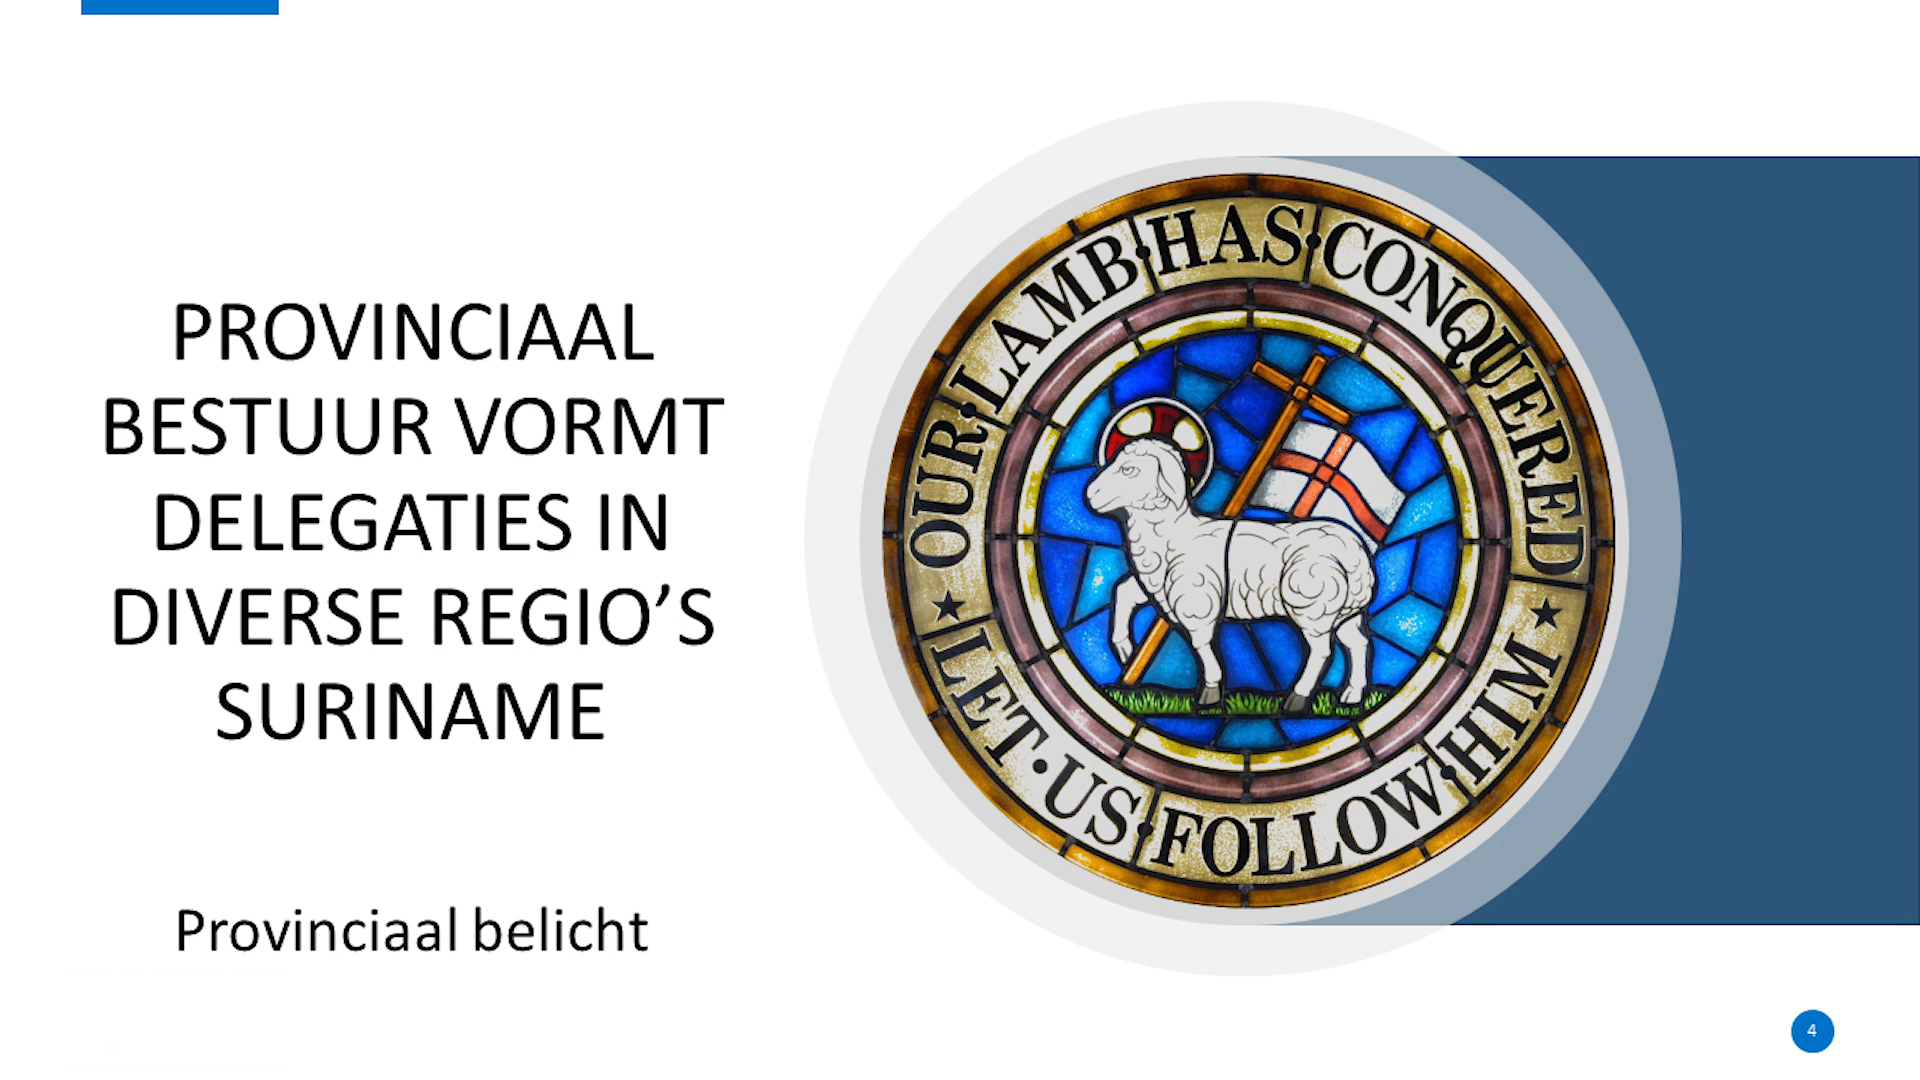 PROVINCIAAL
BESTUUR VORMT
DELEGATIES IN
DIVERSE REGIO’S
SURINAME
Provinciaal belicht
OUR·LAMB·HAS·CONQUERED
★LET·US·FOLLOW·HIM★
4